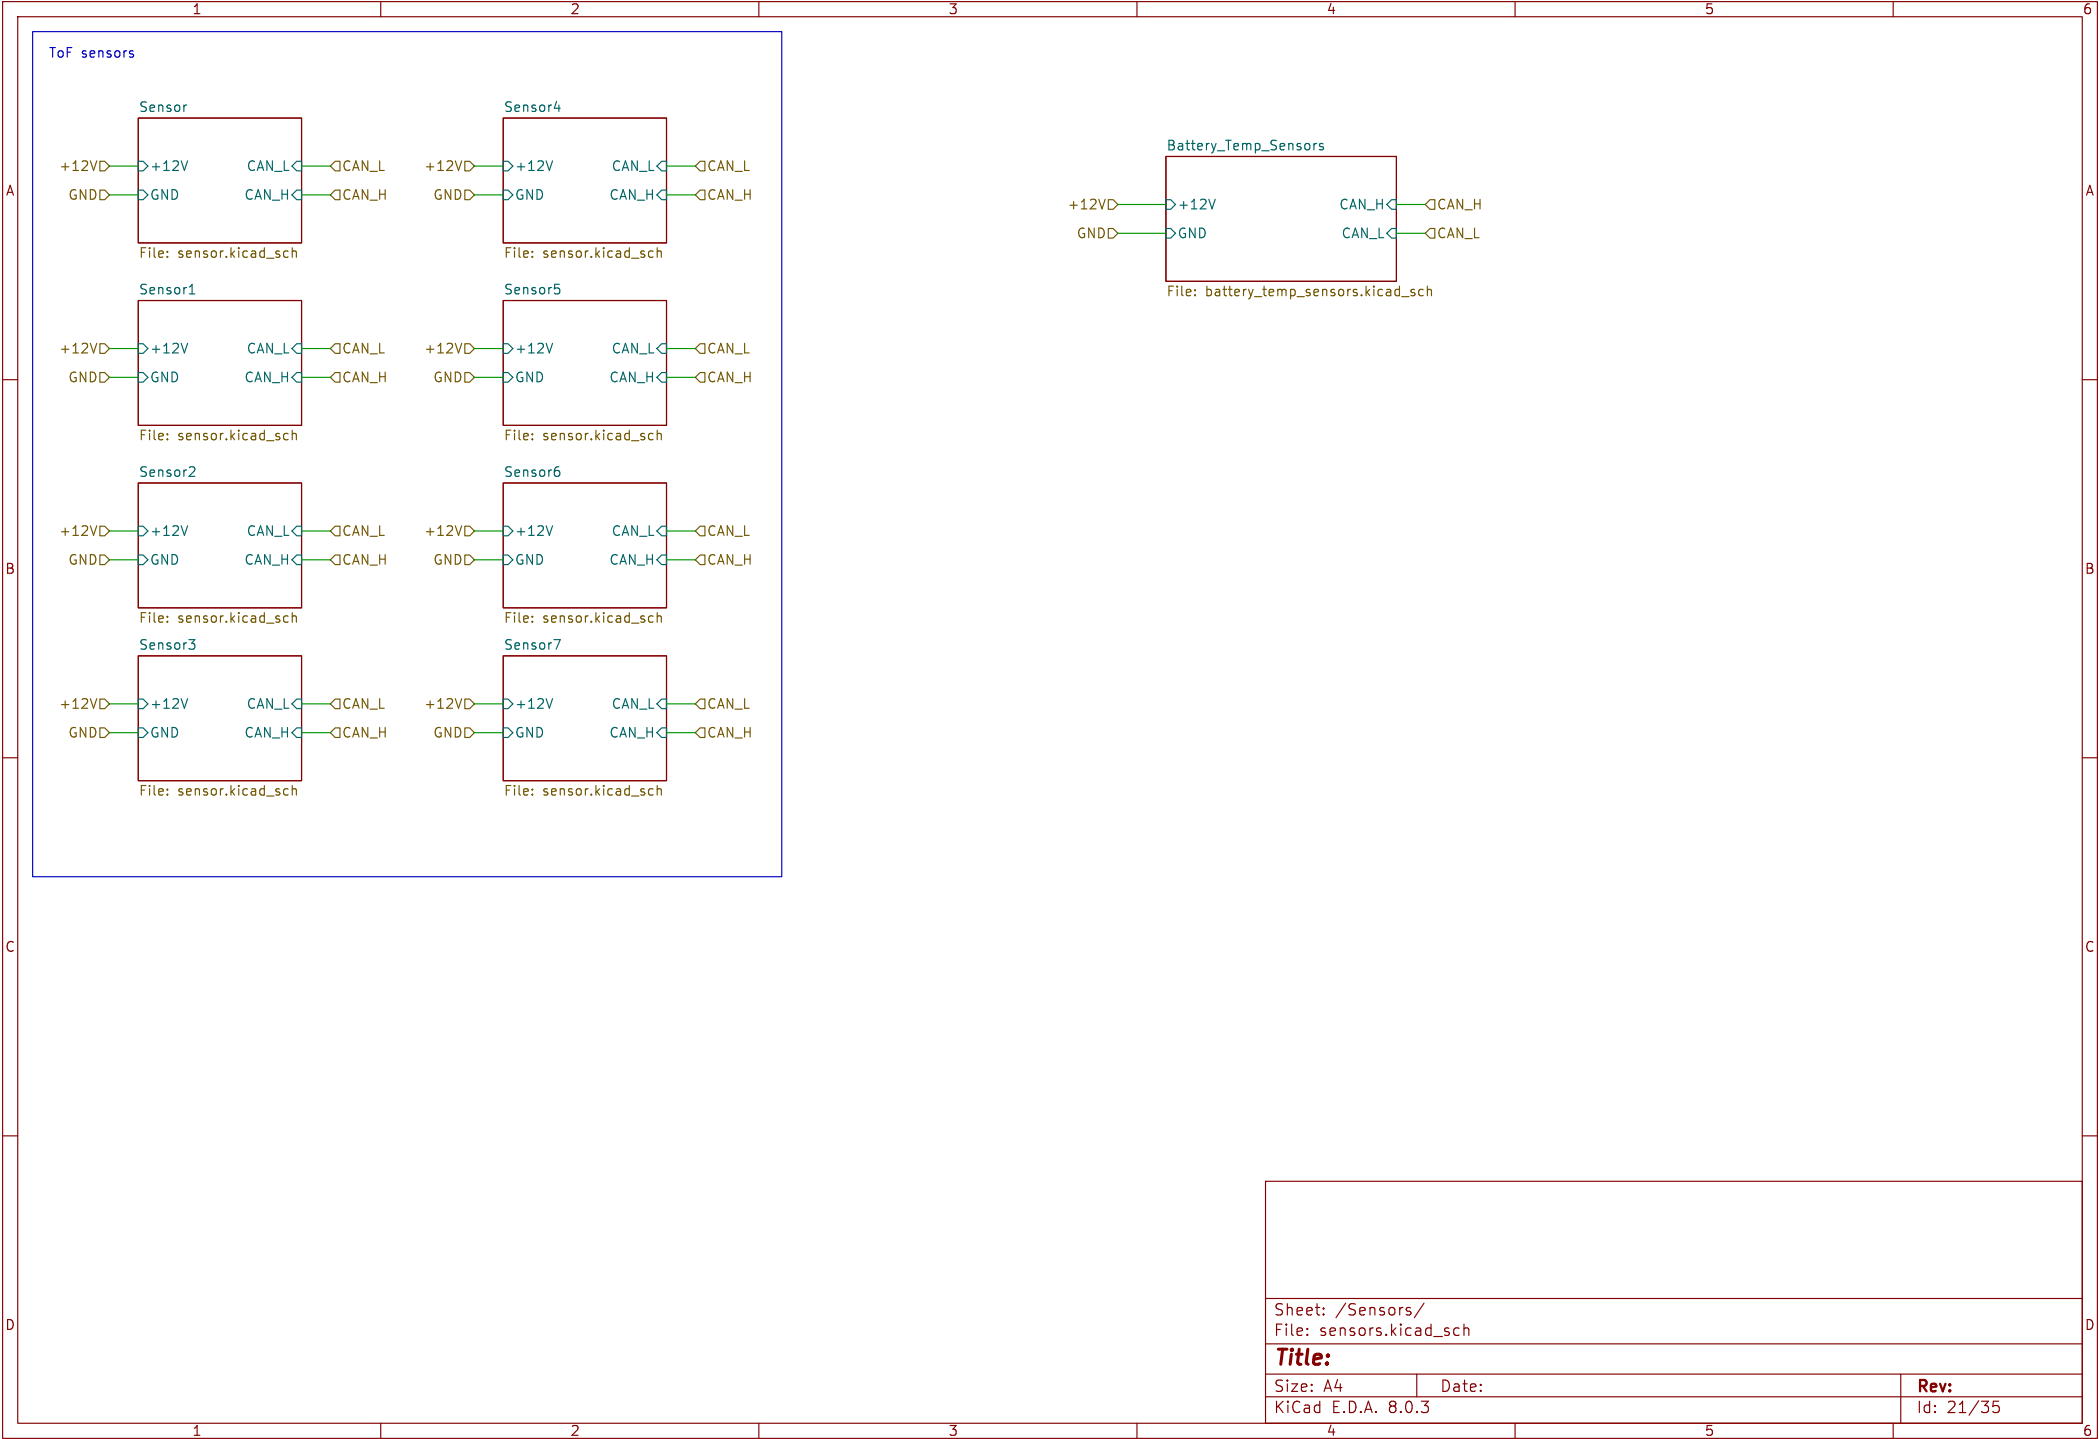 1 2 3 4 5 6
ToF sensors
Sensor
+12V +12V CAN_L CAN_L
GND GND CAN_H CAN_H
File: sensor.kicad_sch
Sensor4
+12V +12V CAN_L CAN_L
GND GND CAN_H CAN_H
File: sensor.kicad_sch
Battery_Temp_Sensors
+12V +12V CAN_H CAN_H
GND GND CAN_L CAN_L
File: battery_temp_sensors.kicad_sch
A A
Sensor1
+12V +12V CAN_L CAN_L
GND GND CAN_H CAN_H
File: sensor.kicad_sch
Sensor5
+12V +12V CAN_L CAN_L
GND GND CAN_H CAN_H
File: sensor.kicad_sch
Sensor2
+12V +12V CAN_L CAN_L
GND GND CAN_H CAN_H
File: sensor.kicad_sch
Sensor6
+12V +12V CAN_L CAN_L
GND GND CAN_H CAN_H
File: sensor.kicad_sch
B B
Sensor3
+12V +12V CAN_L CAN_L
GND GND CAN_H CAN_H
File: sensor.kicad_sch
Sensor7
+12V +12V CAN_L CAN_L
GND GND CAN_H CAN_H
File: sensor.kicad_sch
C C
D D
Sheet: /Sensors/
File: sensors.kicad_sch
Title:
Size: A4 Date: Rev:
KiCad E.D.A. 8.0.3 Id: 21/35
1 2 3 4 5 6